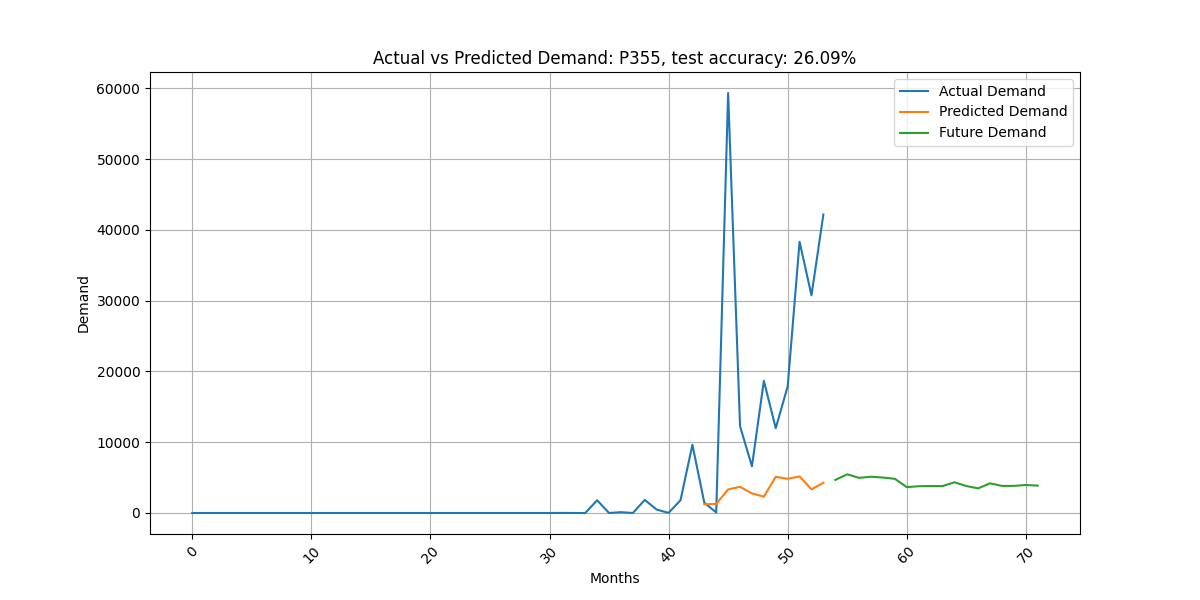 Actual vs Predicted Demand: P355, test accuracy: 26.09%
Actual Demand
Predicted Demand
Future Demand
60000
50000
40000
30000
20000
10000
0
Demand
0
10
20
30
40
50
60
70
Months